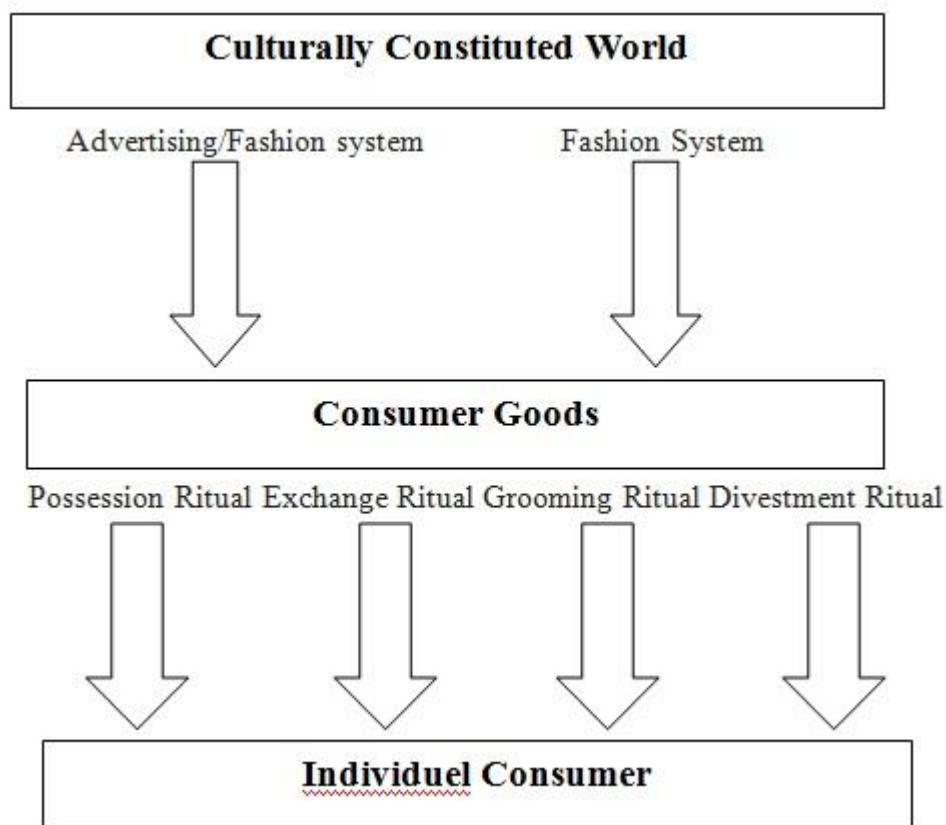 Culturally Constituted World
Advertising/Fashion system Fashion System
Consumer Goods
Possession Ritual Exchange Ritual Grooming Ritual Divestment Ritual
Individuel Consumer